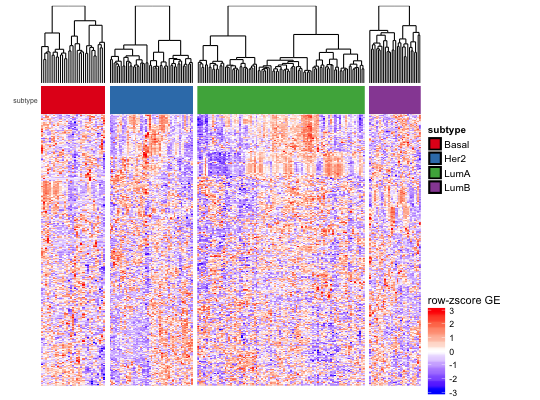 subtype
subtype
Basal
Her2
LumA
LumB
row-zscore GE
3
2
1
0
-1
-2
-3